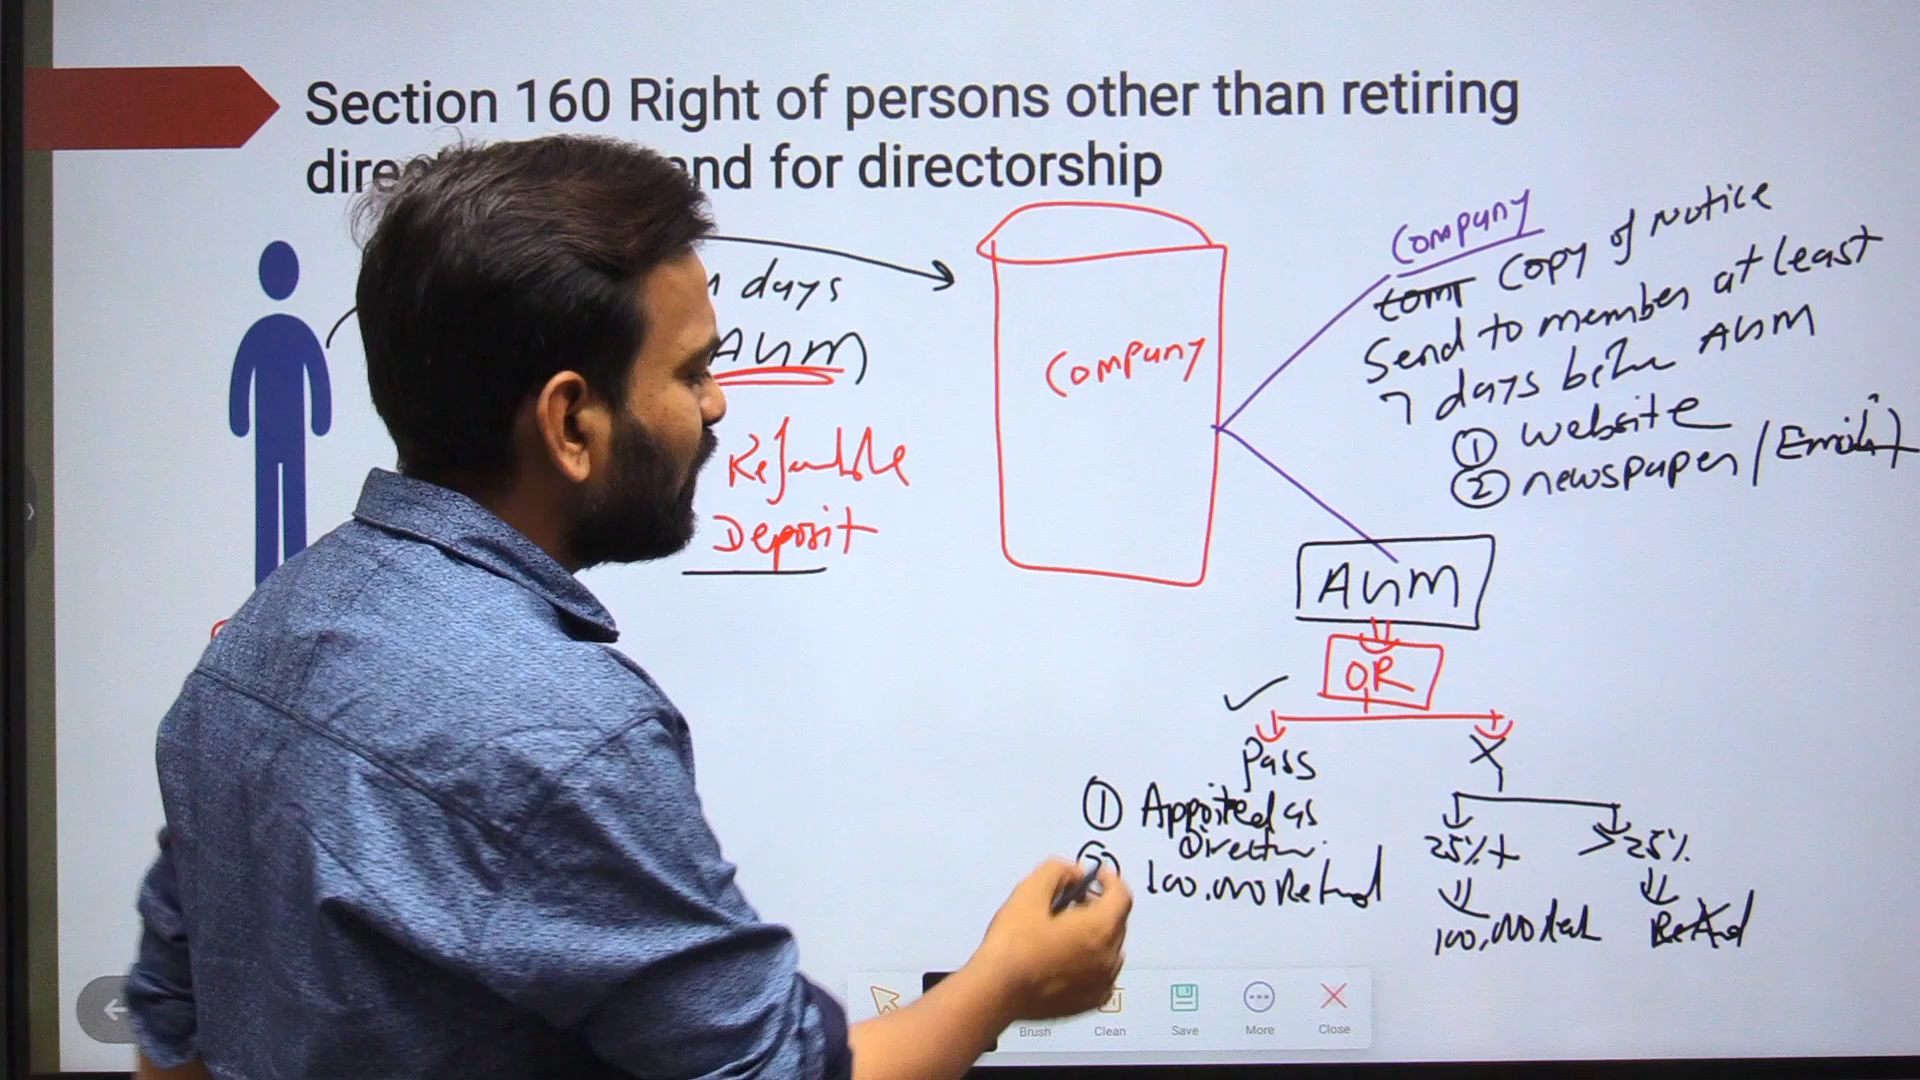 Section 160 Right of persons other than retiring
dire nd for directorship
days
AGM
Refundable
Deposit
Company
Company
Copy of Notice
Send to member at least
7 days before AGM
① website
② newspaper / Email
AGM
OR
Pass
X
① Appointed as
Director
② 100,000 Refund
25%+
>25%
100,000
Refund
Brush
Clean
Save
More
Close